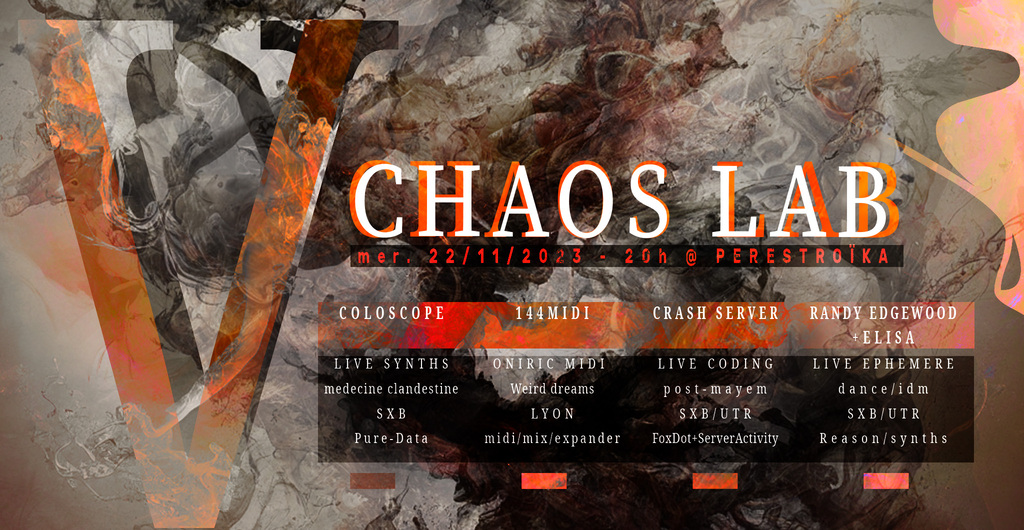 V
CHAOS LAB
mer. 22/11/2023 - 20h @ PERESTROÏKA
COLOSCOPE
LIVE SYNTHS
medecine clandestine
SXB
Pure-Data
144MIDI
ONIRIC MIDI
Weird dreams
LYON
midi/mix/expander
CRASH SERVER
LIVE CODING
post-mayem
SXB/UTR
FoxDot+ServerActivity
RANDY EDGEWOOD
+ELISA
LIVE EPHEMERE
dance/idm
SXB/UTR
Reason/synths